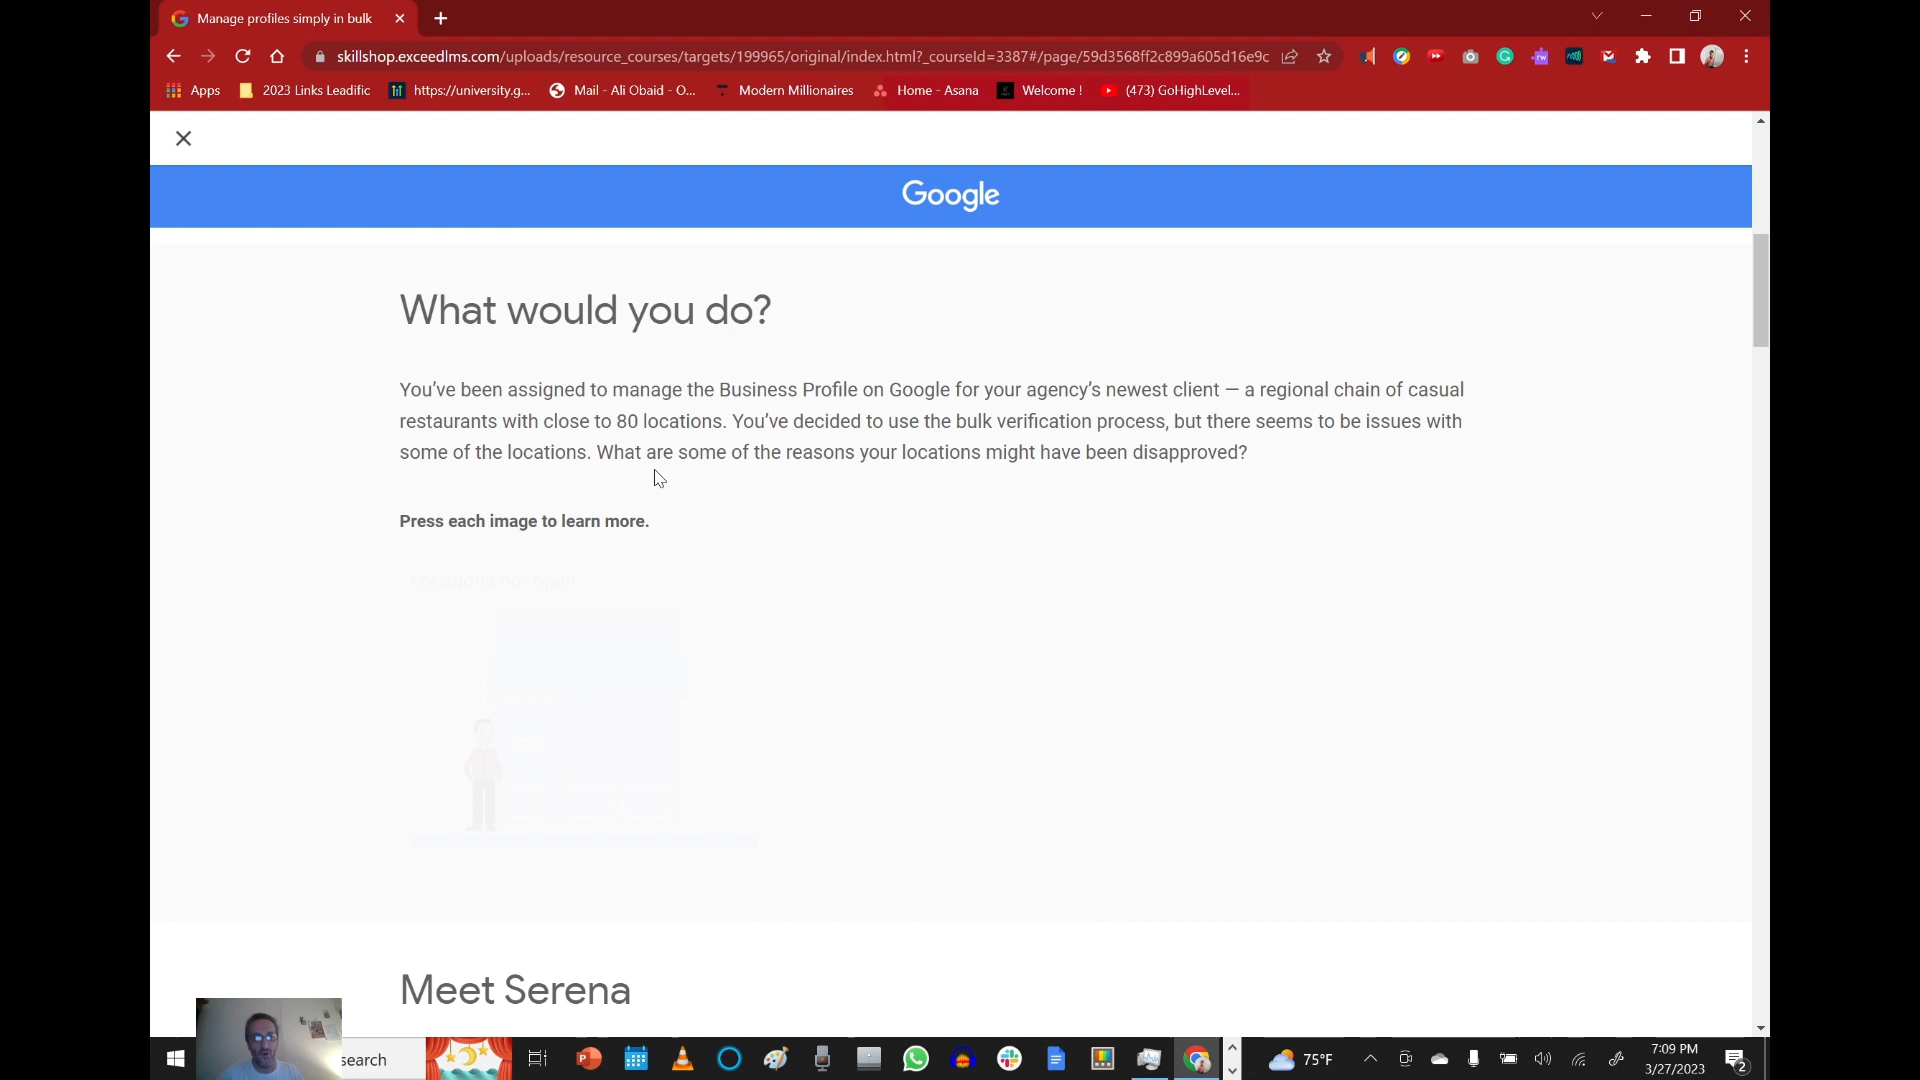 Manage profiles simply in bulk
skillshop.exceedlms.com/uploads/resource_courses/targets/199965/original/index.html?_courseId=3387#/page/59d3568ff2c899a605d16e9c
Apps
2023 Links Leadific
https://university.g...
Mail - Ali Obaid - O...
Modern Millionaires
Home - Asana
Welcome !
(473) GoHighLevel...
Google
What would you do?
You’ve been assigned to manage the Business Profile on Google for your agency’s newest client — a regional chain of casual
restaurants with close to 80 locations. You’ve decided to use the bulk verification process, but there seems to be issues with
some of the locations. What are some of the reasons your locations might have been disapproved?
Press each image to learn more.
Meet Serena
search
75°F
7:09 PM
3/27/2023
2